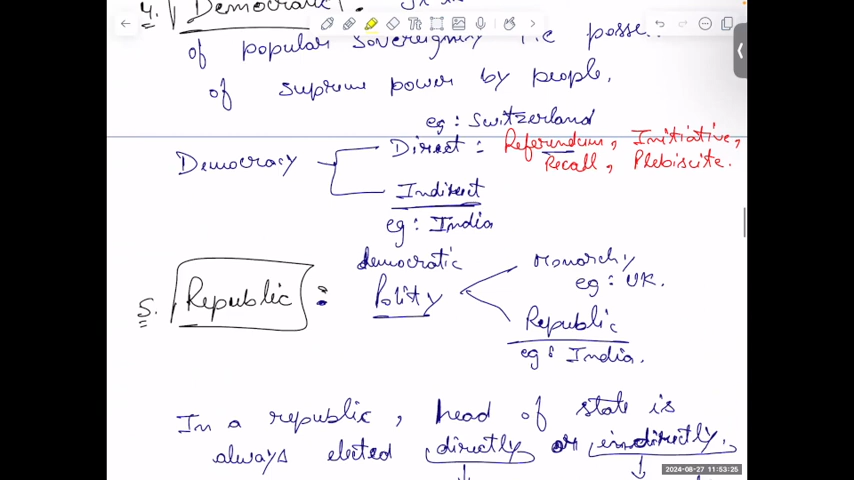 4. Democratic :
of popular sovereignty i.e. posse..
of supreme power by people.
eg : Switzerland
Democracy
Direct : Referendum, Initiative,
Recall, Plebiscite.
Indirect
eg : India
democratic
5. Republic : Polity
Monarchy
eg : UK.
Republic
eg : India.
In a republic, head of state is
always elected (directly) or (indirectly).
2024-08-27 11:53:25